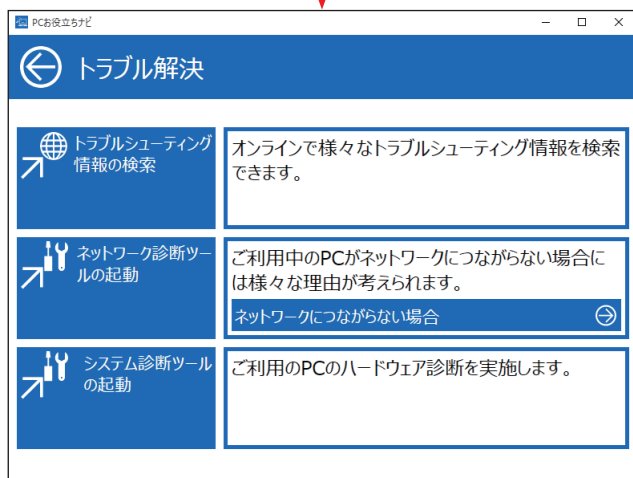 PCお役立ちナビ
トラブル解決
トラブルシューティング
情報の検索
オンラインで様々なトラブルシューティング情報を検索
できます。
ネットワーク診断ツー
ルの起動
ご利用中のPCがネットワークにつながらない場合に
は様々な理由が考えられます。
ネットワークにつながらない場合
システム診断ツール
の起動
ご利用のPCのハードウェア診断を実施します。